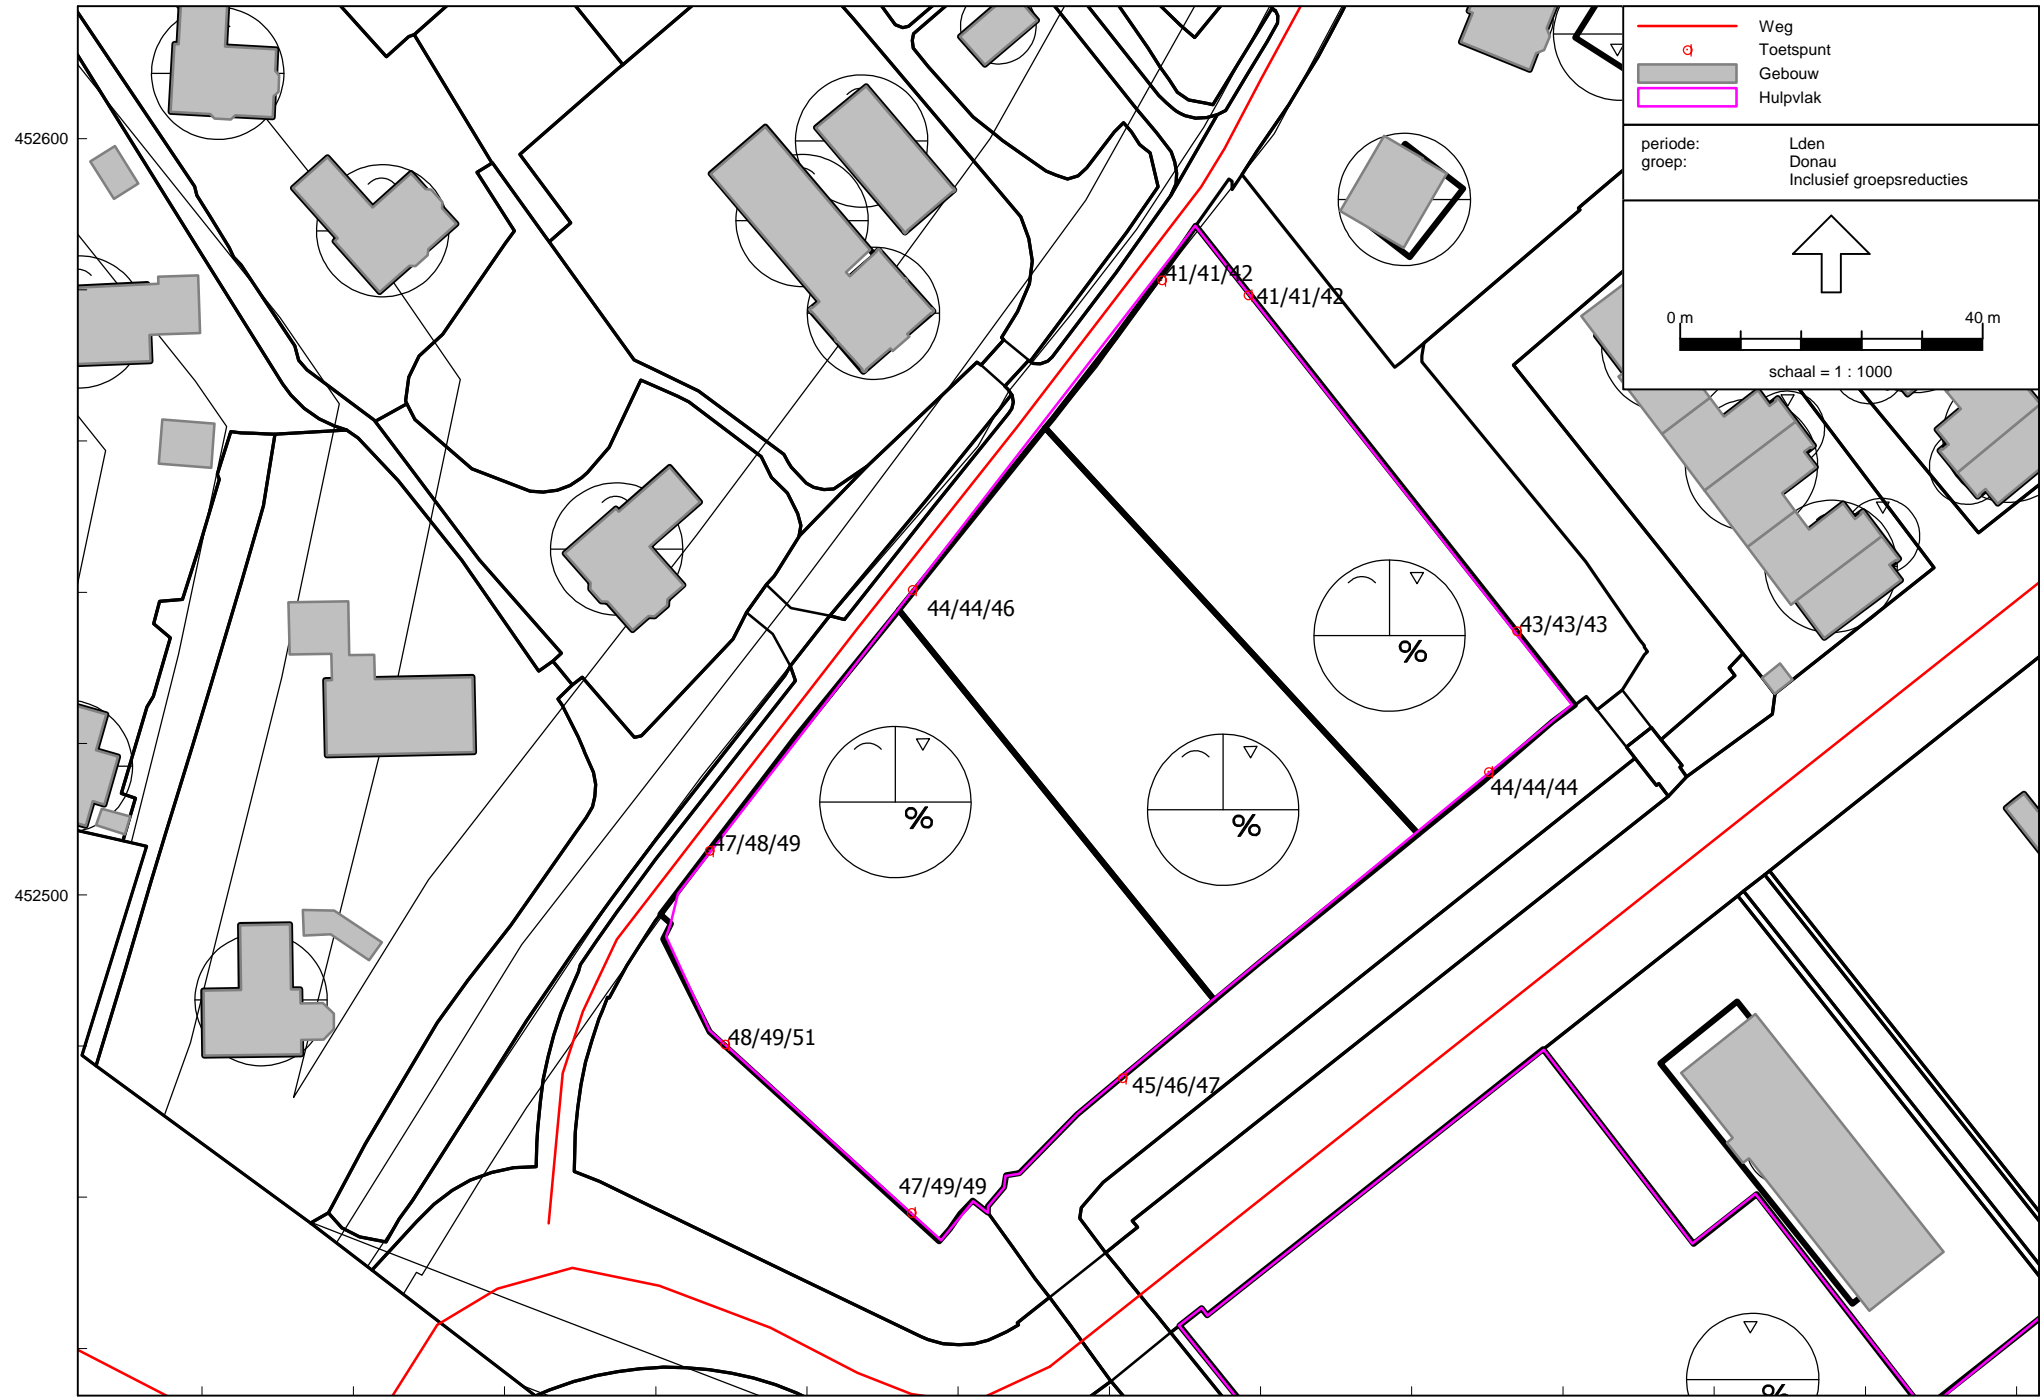 Weg
Toetspunt
Gebouw
Hulpvlak
periode: Lden
groep: Donau
Inclusief groepsreducties
0 m 40 m
schaal = 1 : 1000
452600
41/41/42
41/41/42
44/44/46
43/43/43
%
%
%
44/44/44
47/48/49
452500
48/49/51
45/46/47
47/49/49
%